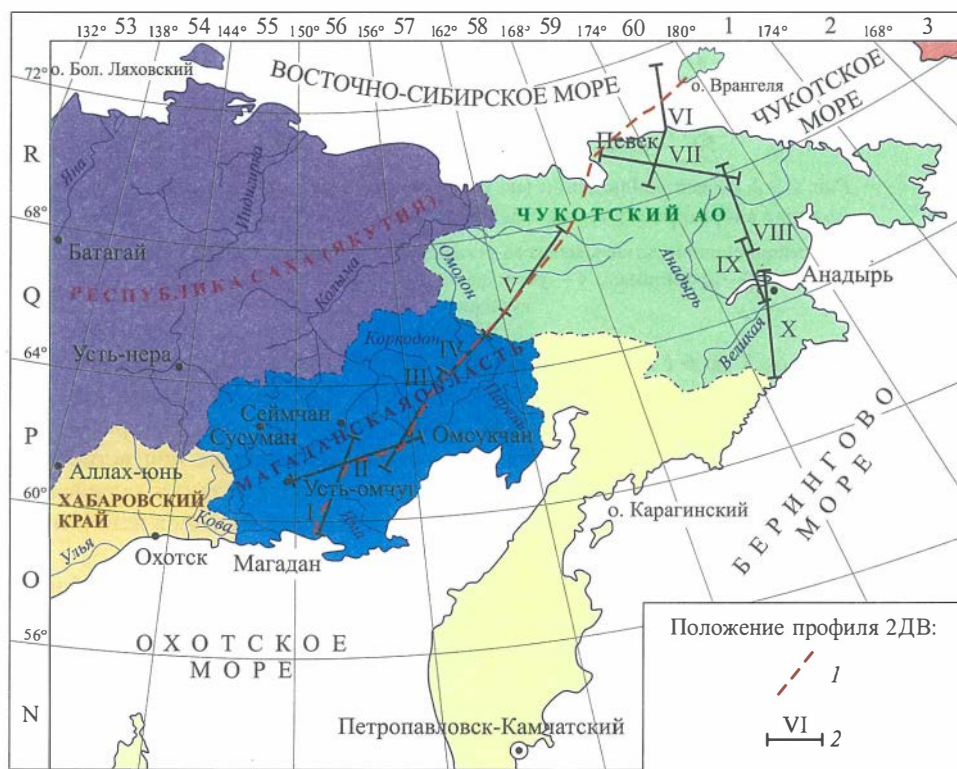 132° 53 138° 54 144° 55 150° 56 156° 57 162° 58 168° 59 174° 60 180° 1 174° 2 168° 3
72°
о. Бол. Ляховский
ВОСТОЧНО-СИБИРСКОЕ МОРЕ
о. Врангеля
ЧУКОТСКОЕ
МОРЕ
R
Яна
Индигирка
Певек
VI
VII
68°
Батагай
РЕСПУБЛИКА САХА (ЯКУТИЯ)
Колыма
Омолон
ЧУКОТСКИЙ АО
V
Анадырь
VIII
IX
Анадырь
Q
X
Великая
64°
Усть-нера
Коркодон
IV
III
МАГАДАНСКАЯ ОБЛАСТЬ
Парень
P
Сеймчан
Сусуман
Омсукчан
II
Усть-омчуг
I
Яна
Аллах-юнь
60°
ХАБАРОВСКИЙ
КРАЙ
Кова
Улья
Охотск
Магадан
о. Карагинский
БЕРИНГОВО
МОРЕ
O
56°
ОХОТСКОЕ
МОРЕ
N
Петропавловск-Камчатский
Положение профиля 2ДВ:
1
VI
2